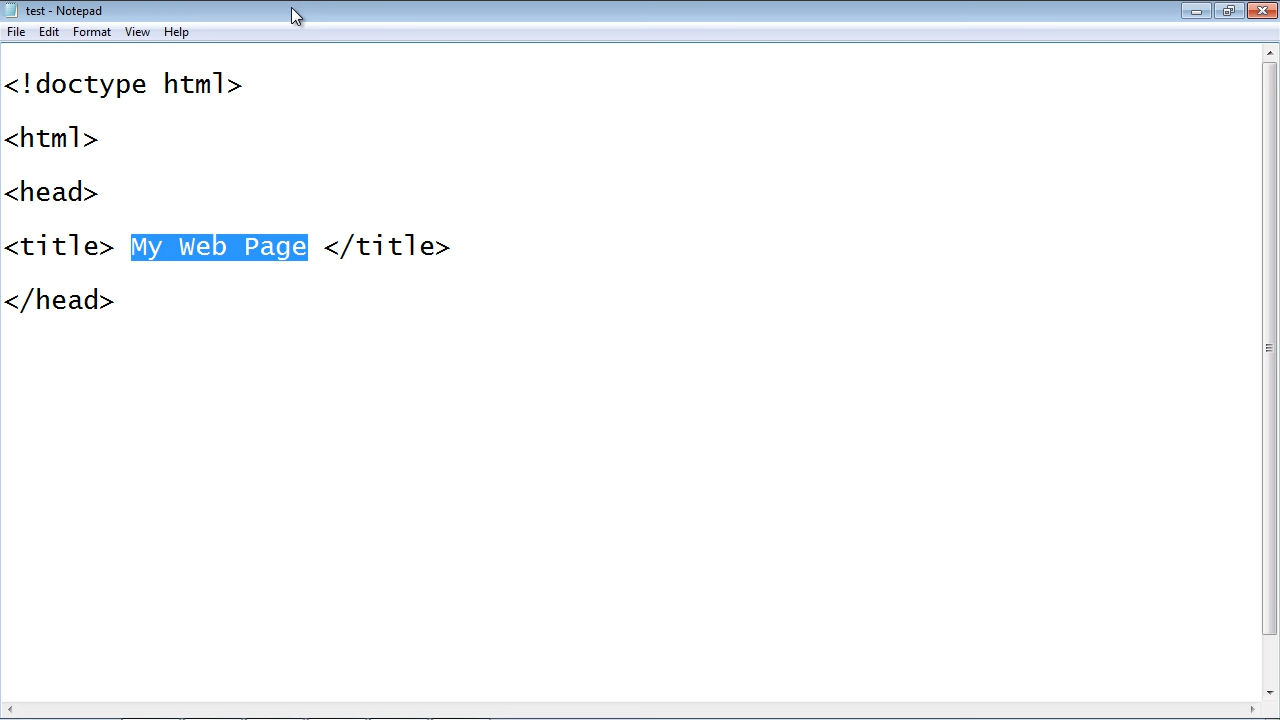 test - Notepad
File Edit Format View Help
<!doctype html>
<html>
<head>
<title> My Web Page </title>
</head>